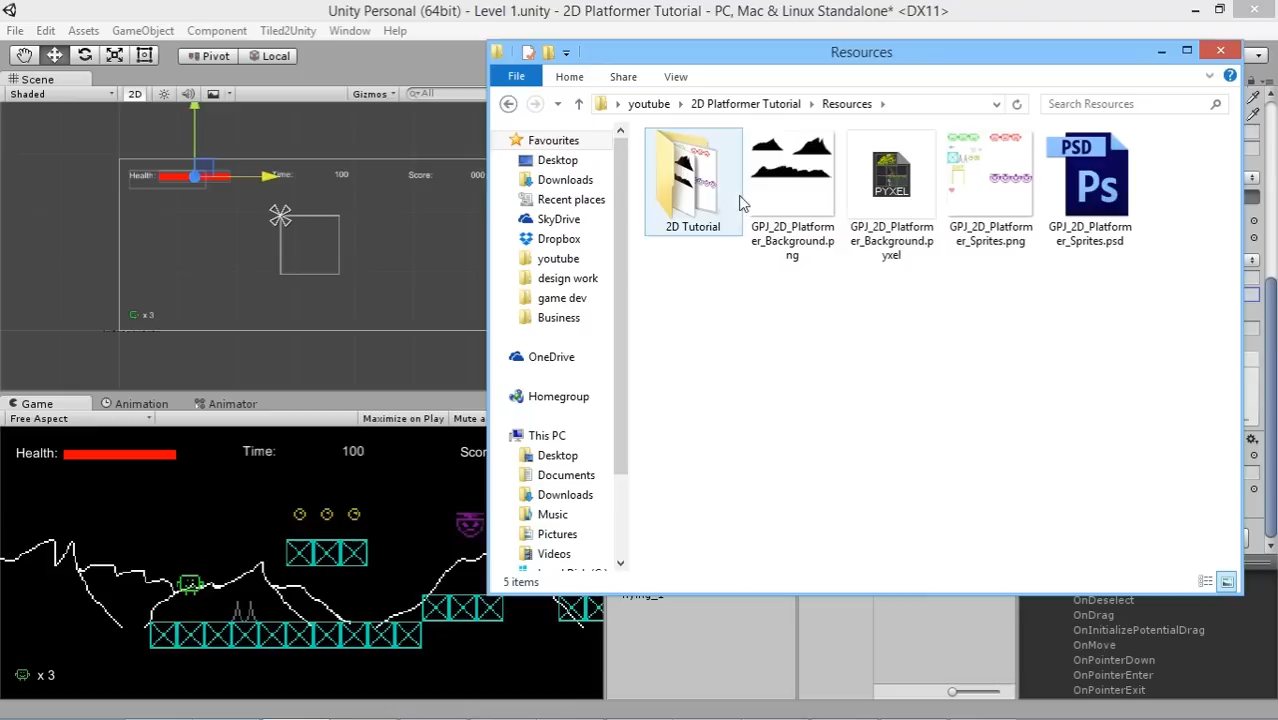 Unity Personal (64bit) - Level 1.unity - 2D Platformer Tutorial - PC, Mac & Linux Standalone* <DX11>
File Edit Assets GameObject Component Tiled2Unity Window Help
Pivot Local
Scene
Shaded 2D Gizmos All
Health: Time: 100 Score: 000
x 3
Game Animation Animator
Free Aspect Maximize on Play Mute a
Health: Time: 100 Scor
x 3
Resources
File Home Share View
youtube 2D Platformer Tutorial Resources
Search Resources
Favourites
Desktop
Downloads
Recent places
SkyDrive
Dropbox
youtube
design work
game dev
Business
OneDrive
Homegroup
This PC
Desktop
Documents
Downloads
Music
Pictures
Videos
PYXEL
PSD
Ps
2D Tutorial
GPJ_2D_Platform
er_Background.p
ng
GPJ_2D_Platform
er_Background.p
yxel
GPJ_2D_Platform
er_Sprites.png
GPJ_2D_Platform
er_Sprites.psd
5 items
OnDeselect
OnDrag
OnInitializePotentialDrag
OnMove
OnPointerDown
OnPointerEnter
OnPointerExit